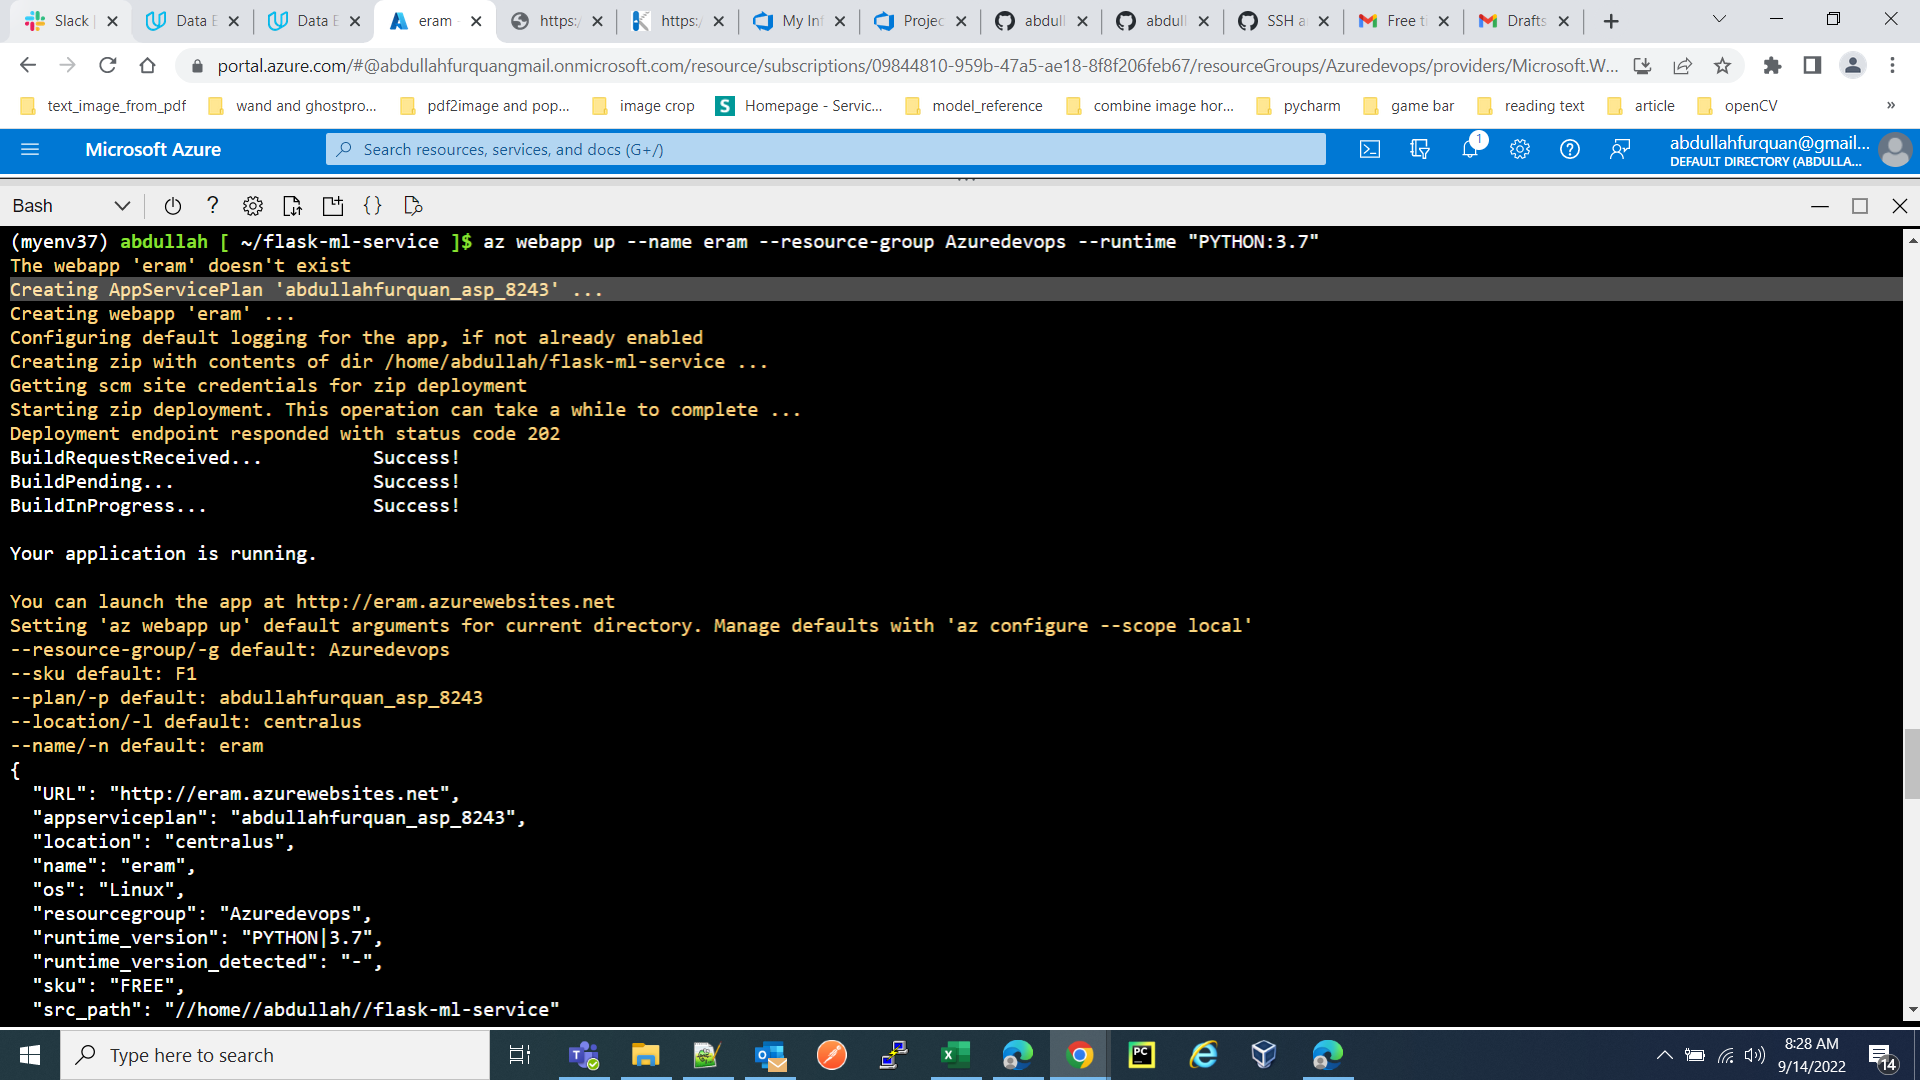 Slack
Data E
Data E
eram
https:/
https:/
My Inf
Projec
abdull
abdull
SSH a
Free ti
Drafts
portal.azure.com/#@abdullahfurquangmail.onmicrosoft.com/resource/subscriptions/09844810-959b-47a5-ae18-8f8f206feb67/resourceGroups/Azuredevops/providers/Microsoft.W...
text_image_from_pdf
wand and ghostpro...
pdf2image and pop...
image crop
S Homepage - Servic...
model_reference
combine image hor...
pycharm
game bar
reading text
article
openCV
»
Microsoft Azure
Search resources, services, and docs (G+/)
1
abdullahfurquan@gmail...
DEFAULT DIRECTORY (ABDULLA...
Bash
(myenv37) abdullah [ ~/flask-ml-service ]$ az webapp up --name eram --resource-group Azuredevops --runtime "PYTHON:3.7"
The webapp 'eram' doesn't exist
Creating AppServicePlan 'abdullahfurquan_asp_8243' ...
Creating webapp 'eram' ...
Configuring default logging for the app, if not already enabled
Creating zip with contents of dir /home/abdullah/flask-ml-service ...
Getting scm site credentials for zip deployment
Starting zip deployment. This operation can take a while to complete ...
Deployment endpoint responded with status code 202
BuildRequestReceived... Success!
BuildPending... Success!
BuildInProgress... Success!
Your application is running.
You can launch the app at http://eram.azurewebsites.net
Setting 'az webapp up' default arguments for current directory. Manage defaults with 'az configure --scope local'
--resource-group/-g default: Azuredevops
--sku default: F1
--plan/-p default: abdullahfurquan_asp_8243
--location/-l default: centralus
--name/-n default: eram
{
"URL": "http://eram.azurewebsites.net",
"appserviceplan": "abdullahfurquan_asp_8243",
"location": "centralus",
"name": "eram",
"os": "Linux",
"resourcegroup": "Azuredevops",
"runtime_version": "PYTHON|3.7",
"runtime_version_detected": "-",
"sku": "FREE",
"src_path": "//home//abdullah//flask-ml-service"
Type here to search
8:28 AM
9/14/2022
14